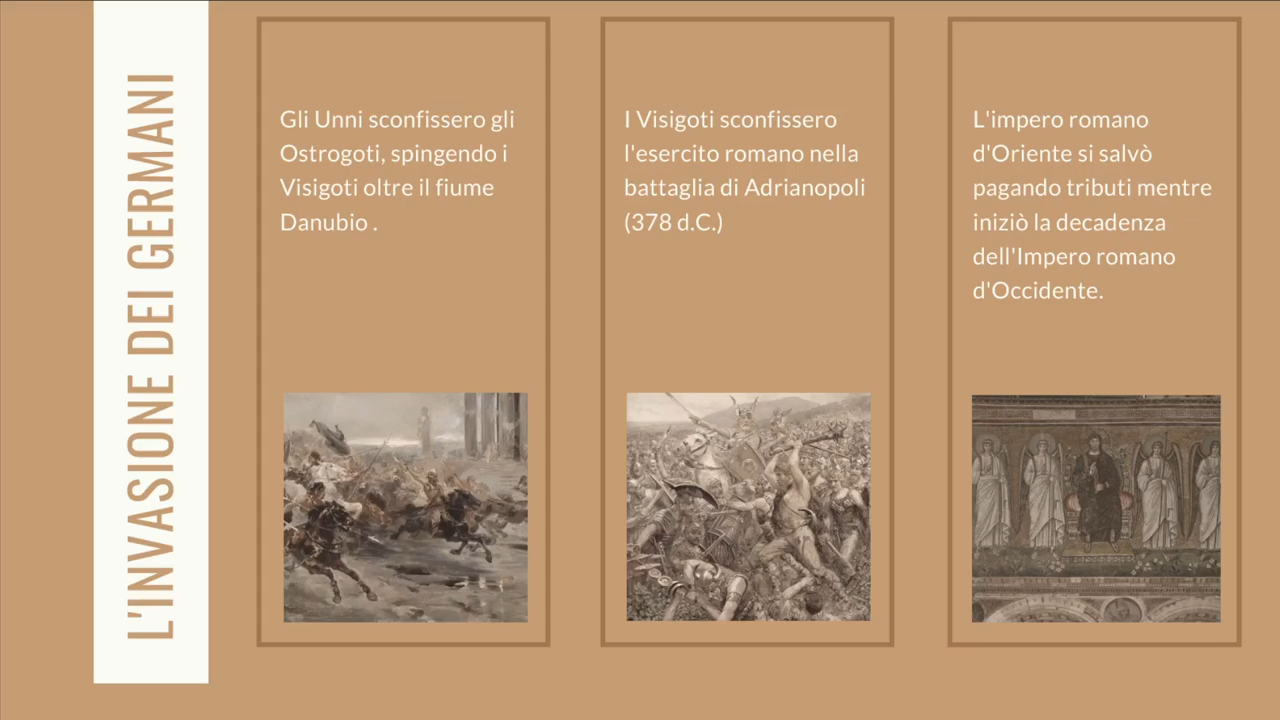 L'INVASIONE DEI GERMANI
Gli Unni sconfissero gli
Ostrogoti, spingendo i
Visigoti oltre il fiume
Danubio .
I Visigoti sconfissero
l'esercito romano nella
battaglia di Adrianopoli
(378 d.C.)
L'impero romano
d'Oriente si salvò
pagando tributi mentre
iniziò la decadenza
dell'Impero romano
d'Occidente.